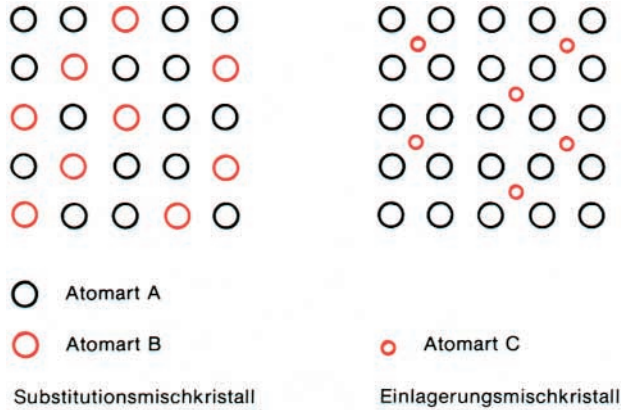 Atomart A
Atomart B
Atomart C
Substitutionsmischkristall
Einlagerungsmischkristall